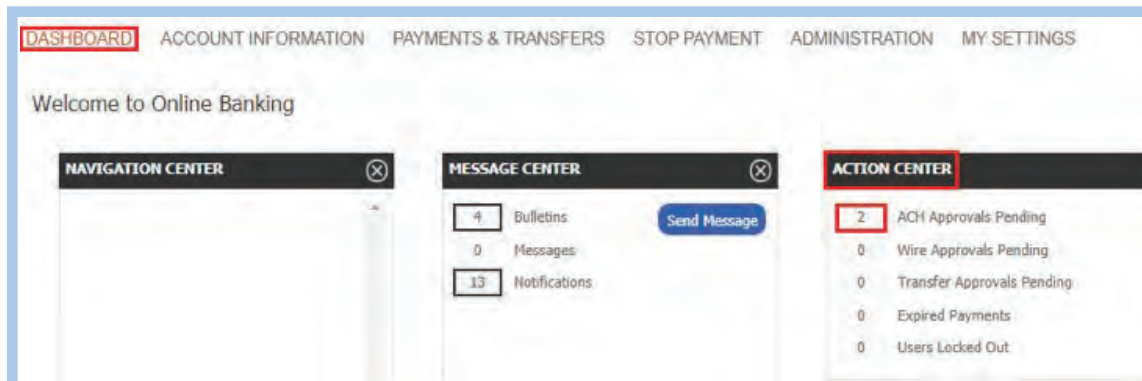 DASHBOARD ACCOUNT INFORMATION PAYMENTS & TRANSFERS STOP PAYMENT ADMINISTRATION MY SETTINGS
Welcome to Online Banking
NAVIGATION CENTER
MESSAGE CENTER
4 Bulletins
Send Message
0 Messages
13 Notifications
ACTION CENTER
2 ACH Approvals Pending
0 Wire Approvals Pending
0 Transfer Approvals Pending
0 Expired Payments
0 Users Locked Out